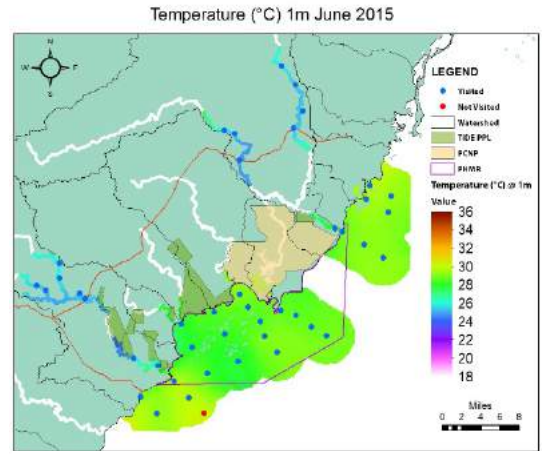 Temperature (°C) 1m June 2015
N
W E
S
LEGEND
Visited
Not Visited
Watershed
TIDE PPL
PCNP
PHMR
Temperature (°C) @ 1m
Value
36
34
32
30
28
26
24
22
20
18
Miles
0 2 4 6 8